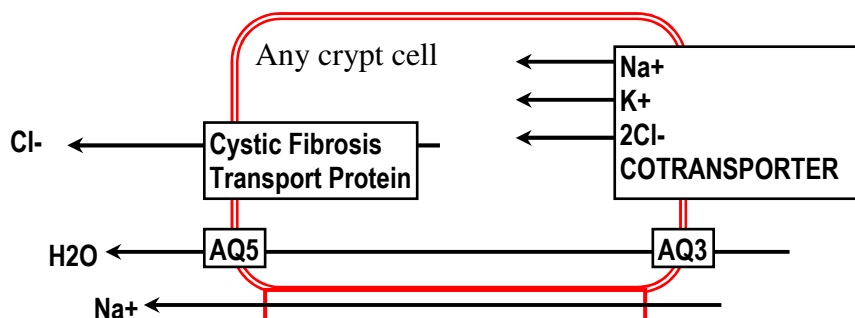 Any crypt cell
Na+
K+
2Cl-
COTRANSPORTER
Cl-
Cystic Fibrosis
Transport Protein
H2O
AQ5
AQ3
Na+